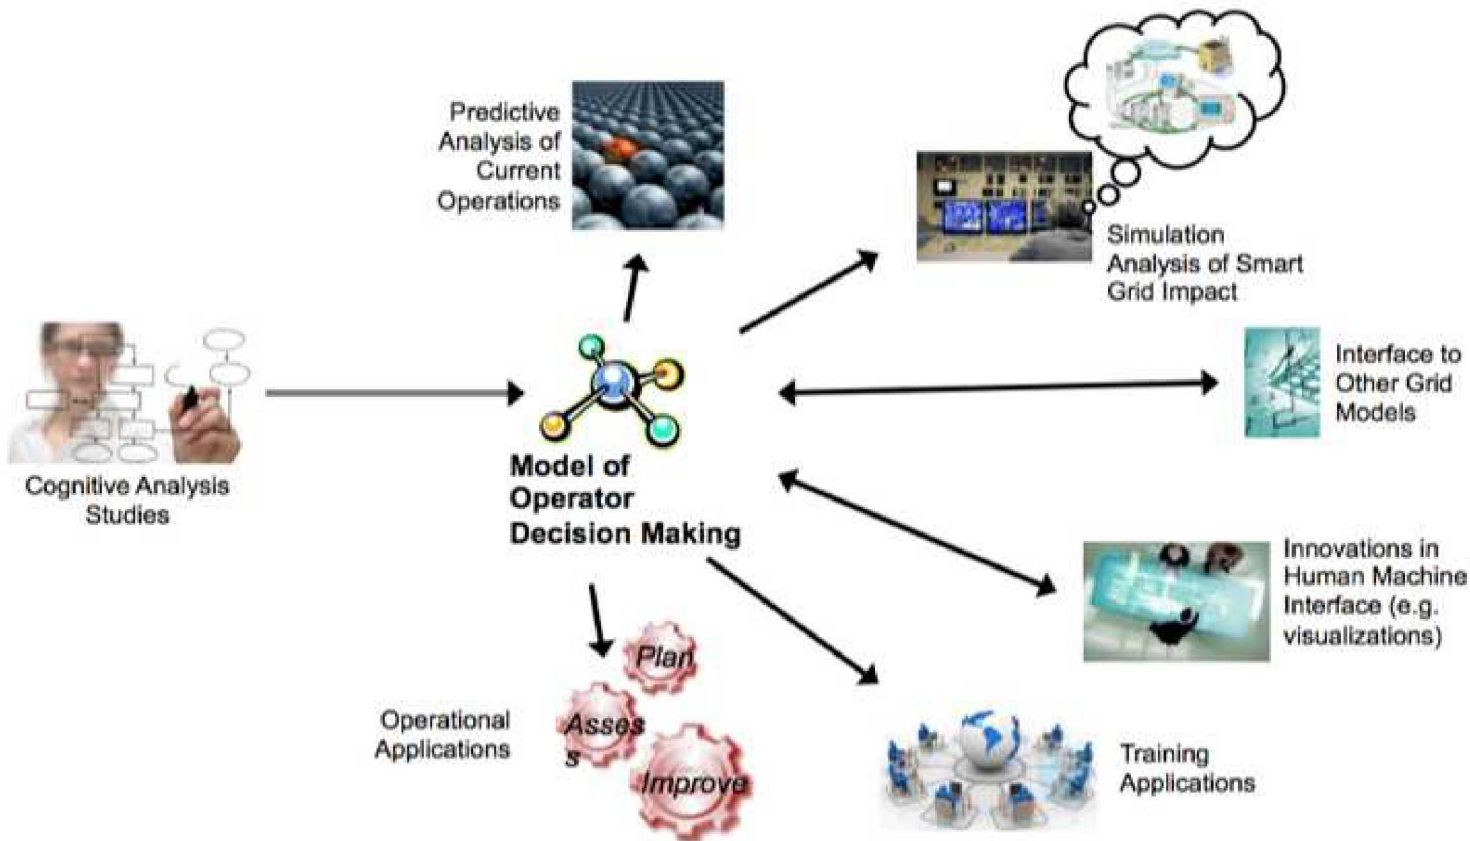 Predictive
Analysis of
Current
Operations
Simulation
Analysis of Smart
Grid Impact
Interface to
Other Grid
Models
Cognitive Analysis
Studies
Model of
Operator
Decision Making
Innovations in
Human Machine
Interface (e.g.
visualizations)
Plan
Asses
s
Improve
Operational
Applications
Training
Applications